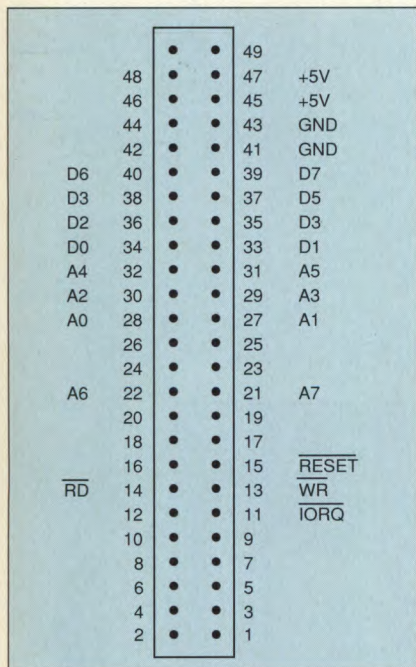 49
48 47 +5V
46 45 +5V
44 43 GND
42 41 GND
D6 40 39 D7
D3 38 37 D5
D2 36 35 D3
D0 34 33 D1
A4 32 31 A5
A2 30 29 A3
A0 28 27 A1
26 25
24 23
A6 22 21 A7
20 19
18 17
16 15 RESET
RD 14 13 WR
12 11 IORQ
10 9
8 7
6 5
4 3
2 1